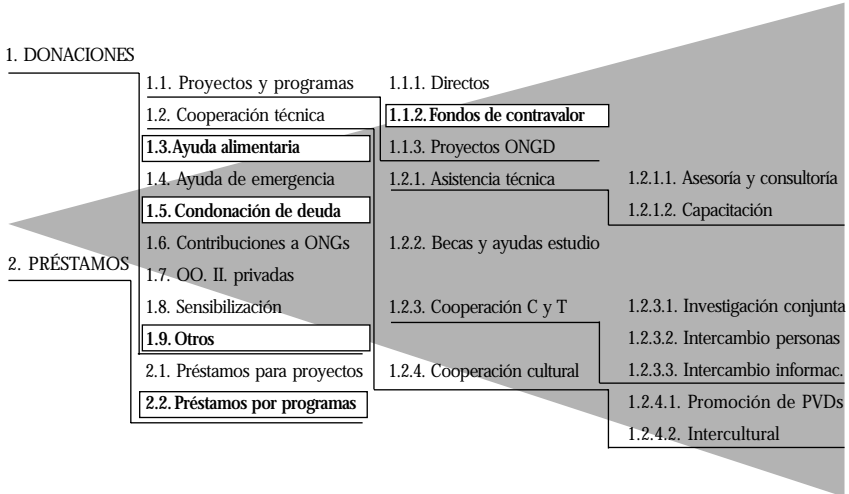 1. DONACIONES
1.1. Proyectos y programas
1.2. Cooperación técnica
1.3. Ayuda alimentaria
1.4. Ayuda de emergencia
1.5. Condonación de deuda
1.6. Contribuciones a ONGs
1.7. OO. II. privadas
1.8. Sensibilización
1.9. Otros
2. PRÉSTAMOS
2.1. Préstamos para proyectos
2.2. Préstamos por programas
1.1.1. Directos
1.1.2. Fondos de contravalor
1.1.3. Proyectos ONGD
1.2.1. Asistencia técnica
1.2.2. Becas y ayudas estudio
1.2.3. Cooperación C y T
1.2.4. Cooperación cultural
1.2.1.1. Asesoría y consultoría
1.2.1.2. Capacitación
1.2.3.1. Investigación conjunta
1.2.3.2. Intercambio personas
1.2.3.3. Intercambio informac.
1.2.4.1. Promoción de PVDs
1.2.4.2. Intercultural